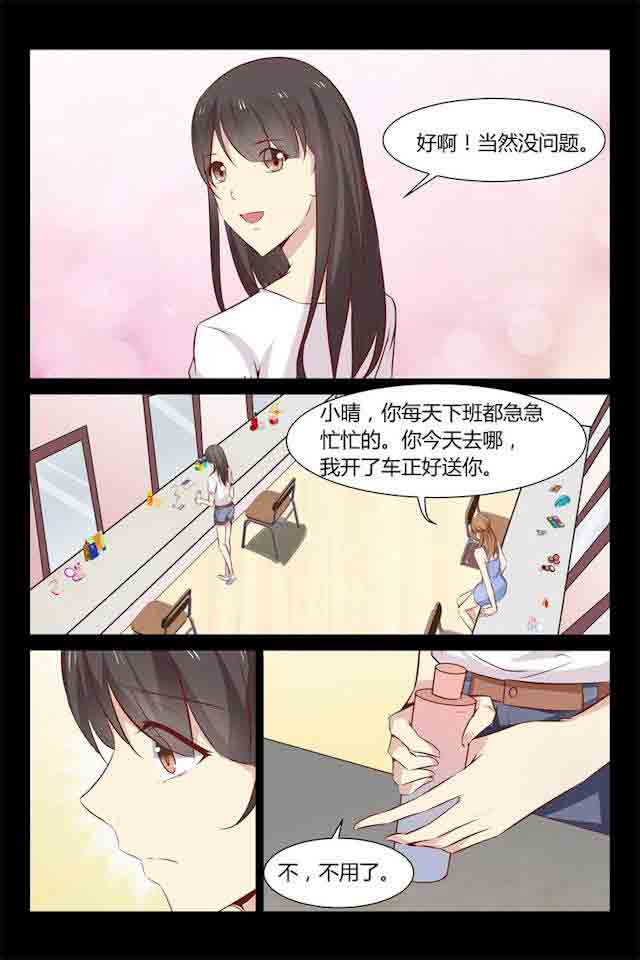 好啊！当然没问题。
小晴，你每天下班都急急
忙忙的。你今天去哪，
我开了车正好送你。
不，不用了。